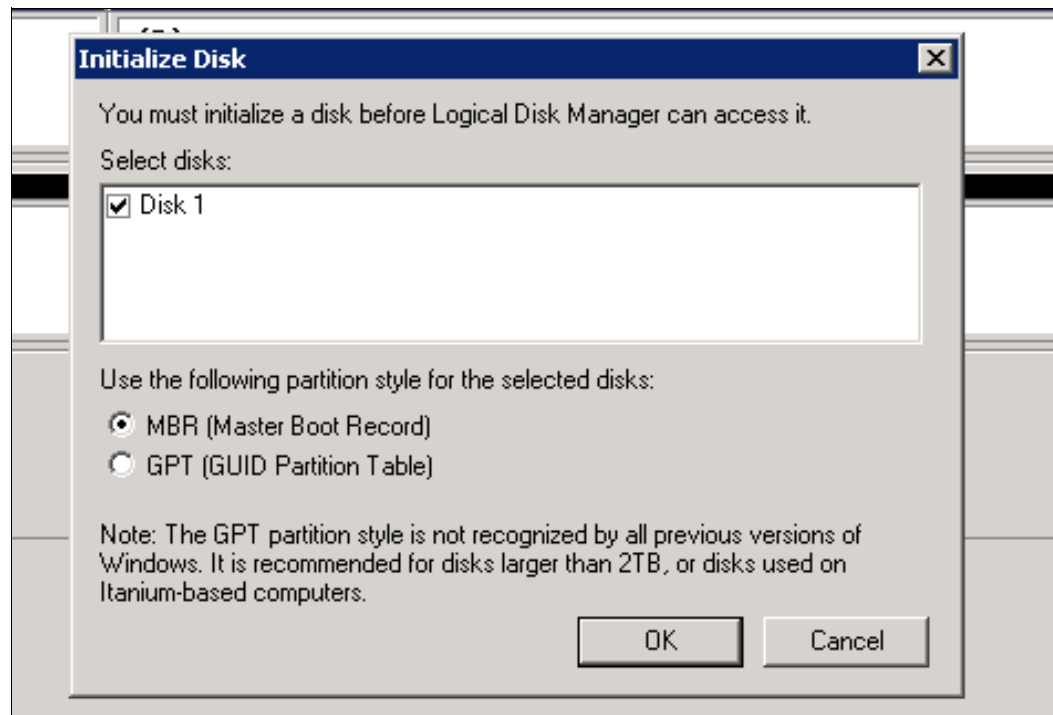 Initialize Disk
You must initialize a disk before Logical Disk Manager can access it.
Select disks:
Disk 1
Use the following partition style for the selected disks:
MBR (Master Boot Record)
GPT (GUID Partition Table)
Note: The GPT partition style is not recognized by all previous versions of
Windows. It is recommended for disks larger than 2TB, or disks used on
Itanium-based computers.
OK
Cancel